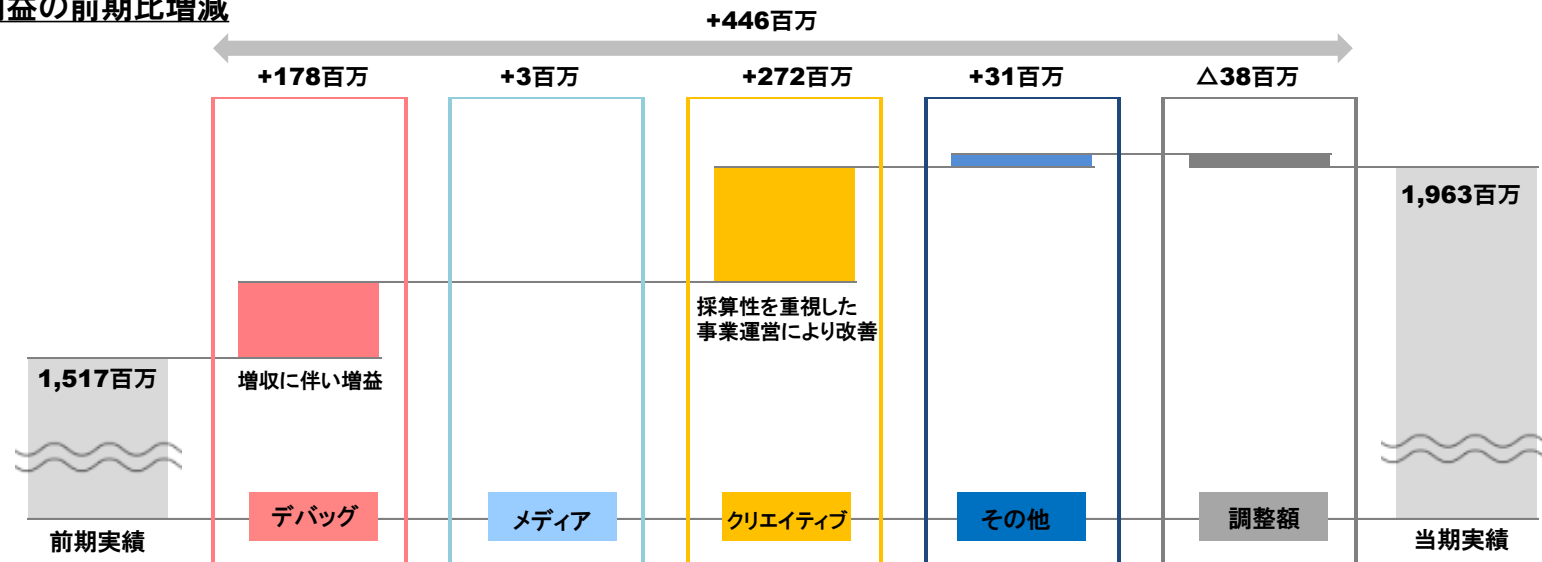 益の前期比増減
+446百万
+178百万
+3百万
+272百万
+31百万
△38百万
1,963百万
採算性を重視した
事業運営により改善
1,517百万
増収に伴い増益
デバッグ
メディア
クリエイティブ
その他
調整額
前期実績
当期実績